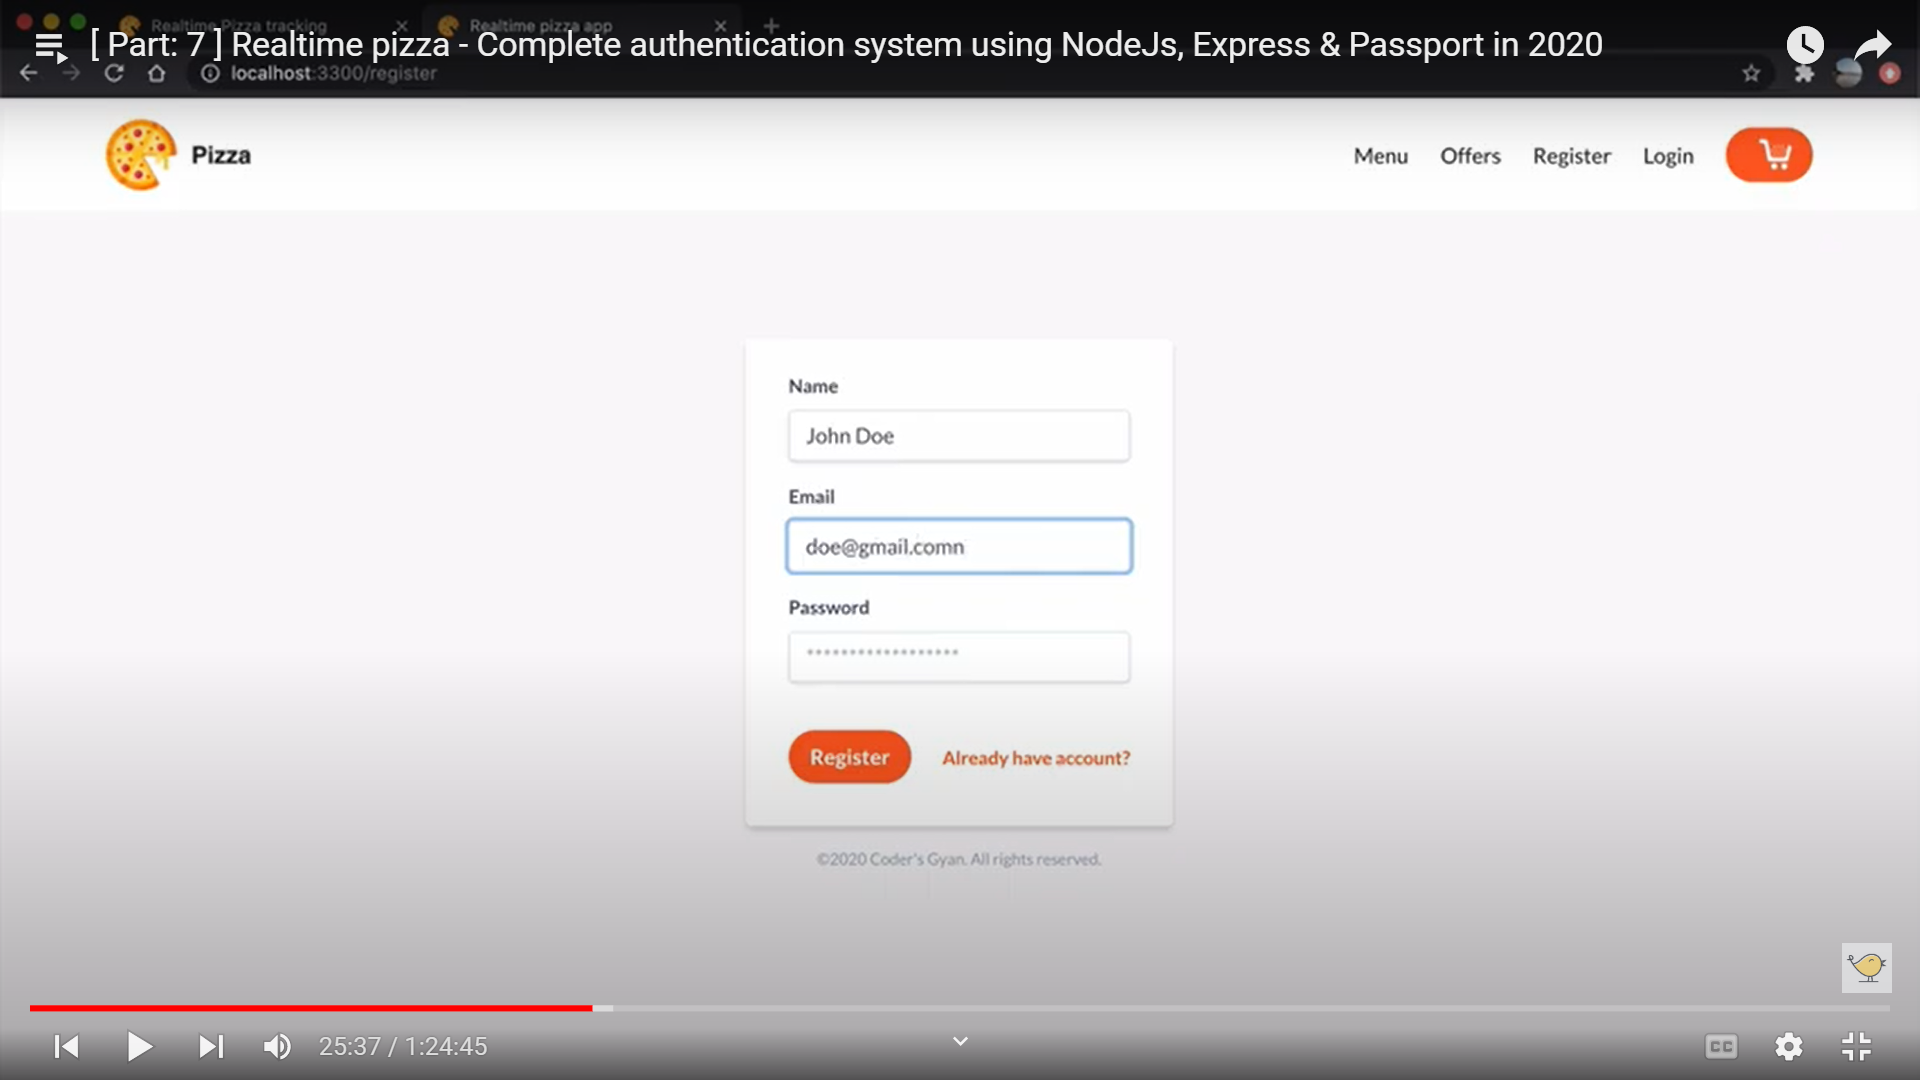 Realtime Pizza tracking
Realtime pizza app
[ Part: 7 ] Realtime pizza - Complete authentication system using NodeJs, Express & Passport in 2020
localhost:3300/register
Pizza
Menu Offers Register Login
Name
John Doe
Email
doe@gmail.comn
Password
******************
Register Already have account?
©2020 Coder's Gyan. All rights reserved.
25:37 / 1:24:45
CC